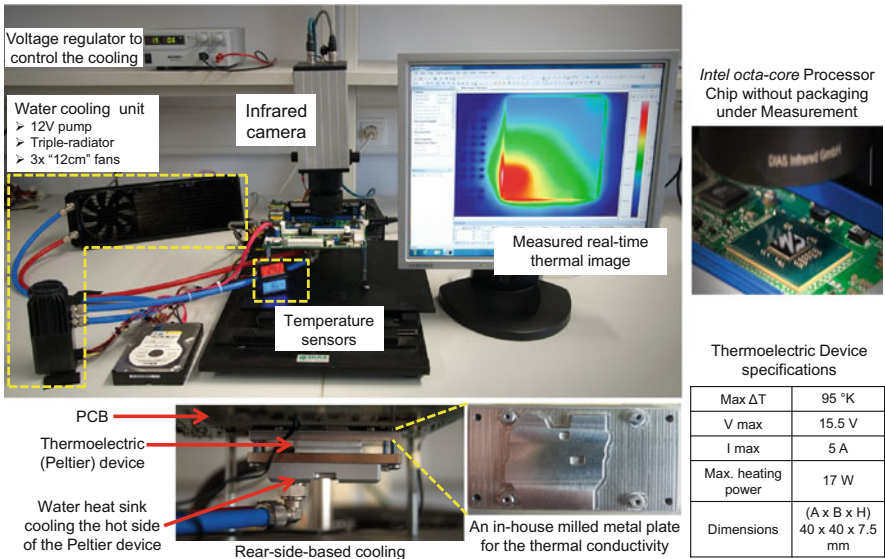 Voltage regulator to
control the cooling
Water cooling unit
➢ 12V pump
➢ Triple-radiator
➢ 3x “12cm” fans
Infrared
camera
Measured real-time
thermal image
Temperature
sensors
DIAS
Intel octa-core Processor
Chip without packaging
under Measurement
DIAS Infrared GmbH
PCB
Thermoelectric
(Peltier) device
Water heat sink
cooling the hot side
of the Peltier device
Rear-side-based cooling
An in-house milled metal plate
for the thermal conductivity
Thermoelectric Device
specifications
Max ΔT 95 °K
V max 15.5 V
I max 5 A
Max. heating
power 17 W
Dimensions (A x B x H)
40 x 40 x 7.5
mm